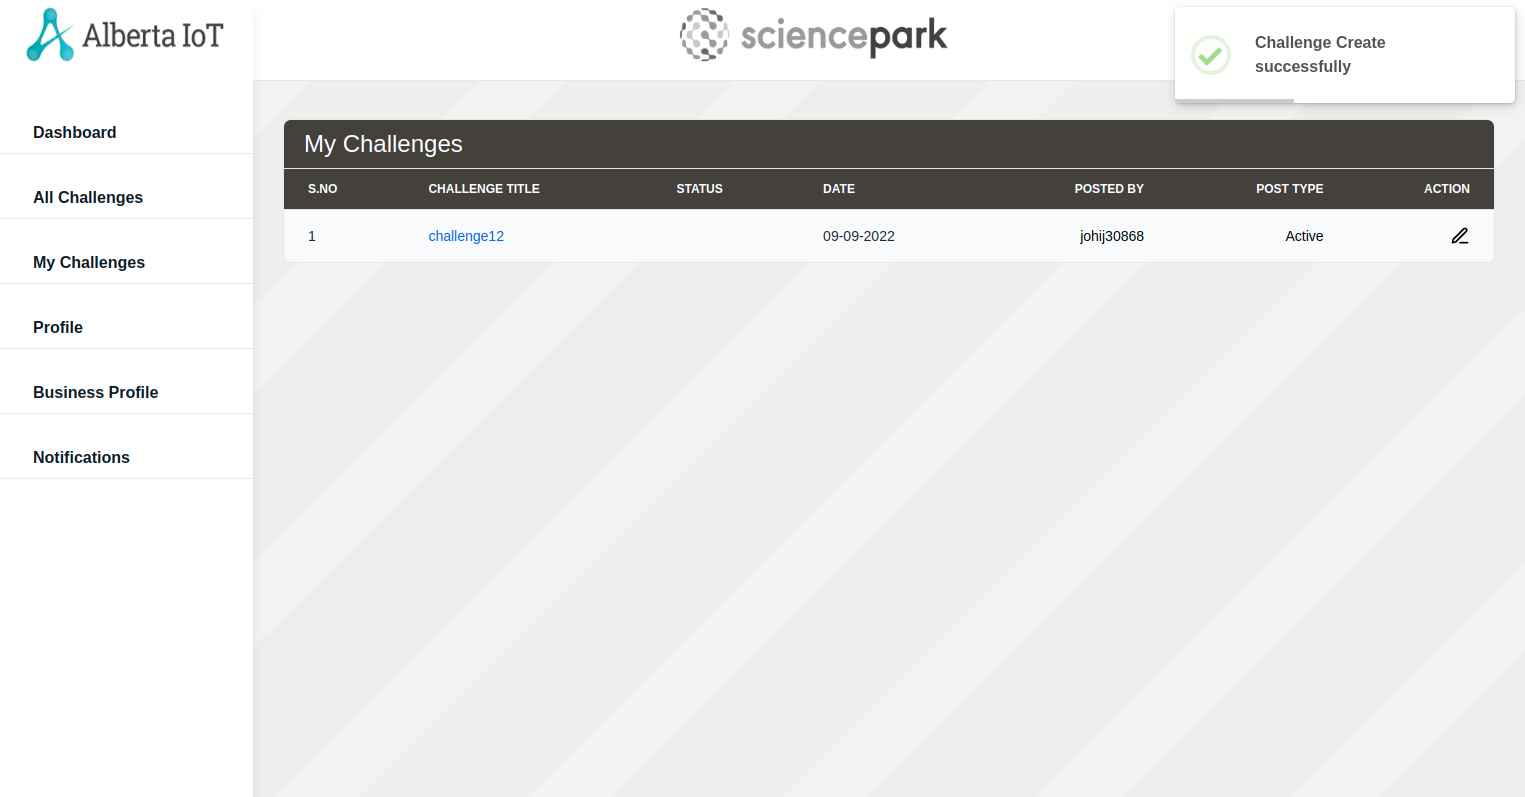 Alberta IoT
sciencepark
Challenge Create
successfully
Dashboard
All Challenges
My Challenges
Profile
Business Profile
Notifications
My Challenges
S.NO CHALLENGE TITLE STATUS DATE POSTED BY POST TYPE ACTION
1 challenge12 09-09-2022 johij30868 Active